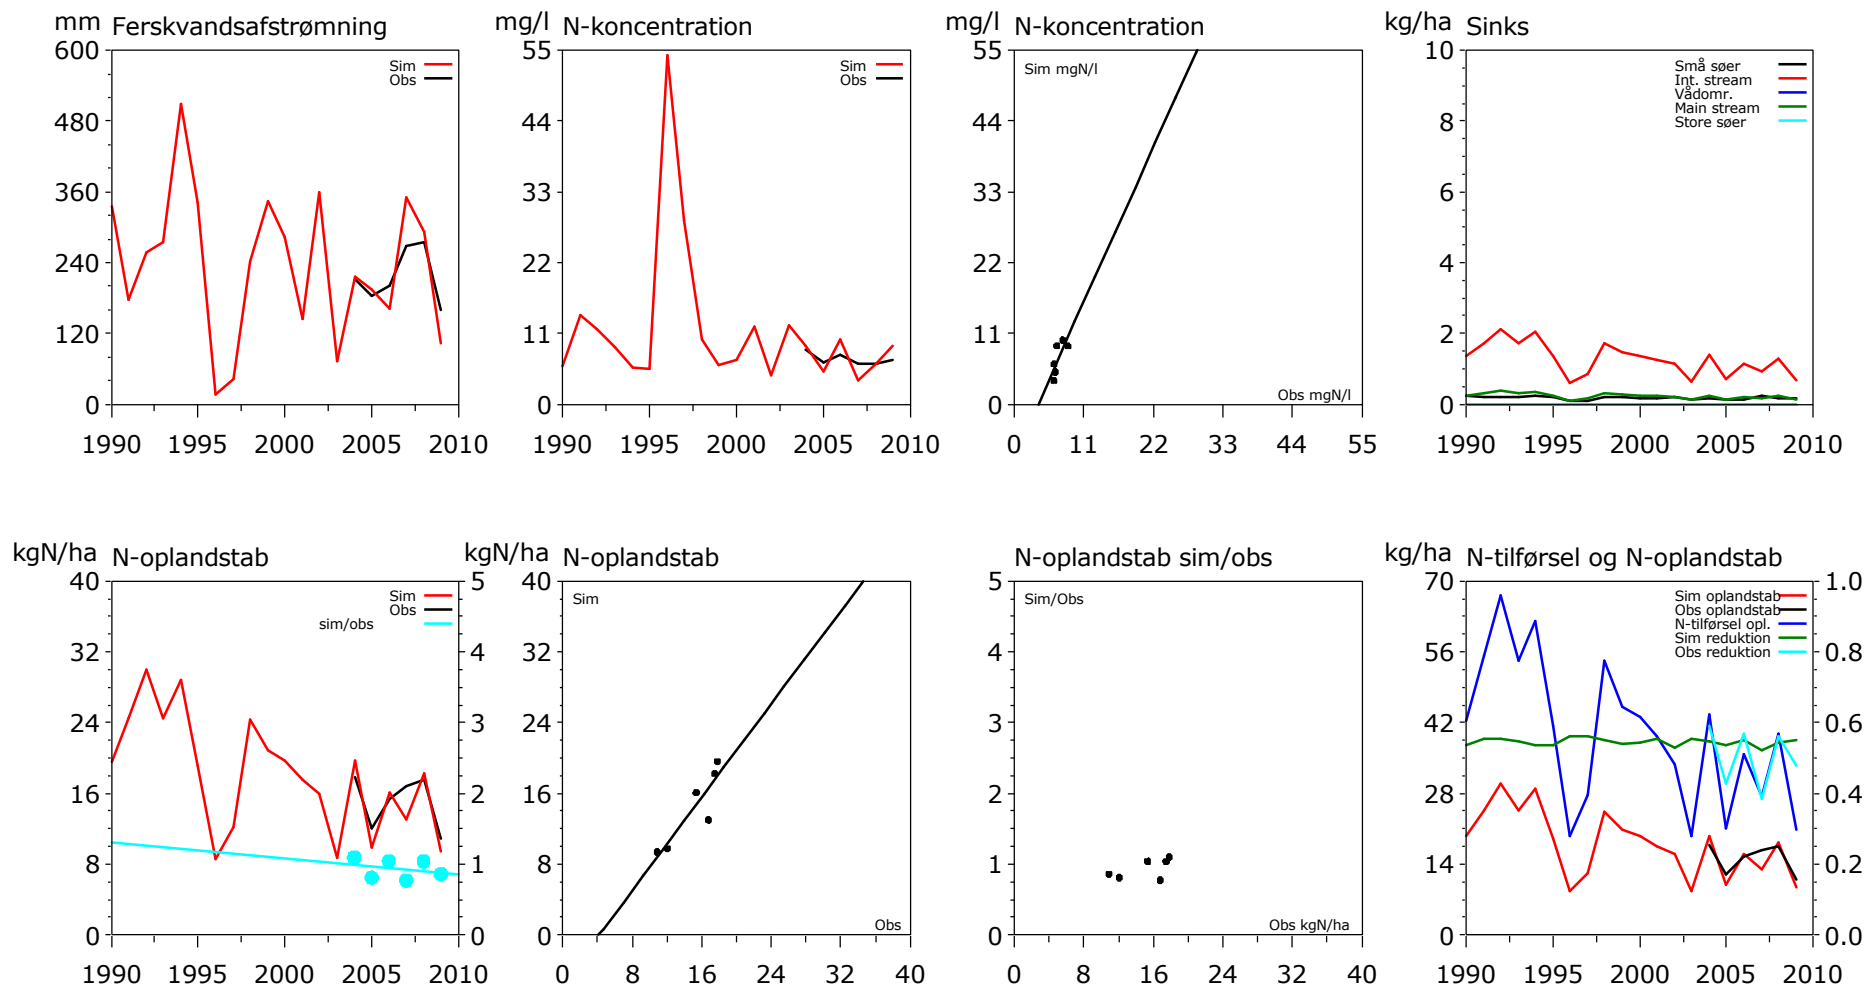 mm Ferskvandsafstrømning
600
480
360
240
120
0
Sim
Obs
1990 1995 2000 2005 2010
mg/l N-koncentration
55
44
33
22
11
0
Sim
Obs
1990 1995 2000 2005 2010
mg/l N-koncentration
55
44
33
22
11
0
Sim mgN/l
Obs mgN/l
0 11 22 33 44 55
kg/ha Sinks
10
8
6
4
2
0
Små søer
Int. stream
Vådomr.
Main stream
Store søer
1990 1995 2000 2005 2010
kgN/ha N-oplandstab
40
32
24
16
8
0
Sim
Obs
sim/obs
5
4
3
2
1
0
1990 1995 2000 2005 2010
kgN/ha N-oplandstab
40
32
24
16
8
0
Sim
Obs
0 8 16 24 32 40
N-oplandstab sim/obs
5
4
3
2
1
0
Sim/Obs
Obs kgN/ha
0 8 16 24 32 40
kg/ha N-tilførsel og N-oplandstab
70
56
42
28
14
0
Sim oplandstab
Obs oplandstab
N-tilførsel opl.
Sim reduktion
Obs reduktion
1.0
0.8
0.6
0.4
0.2
0.0
1990 1995 2000 2005 2010